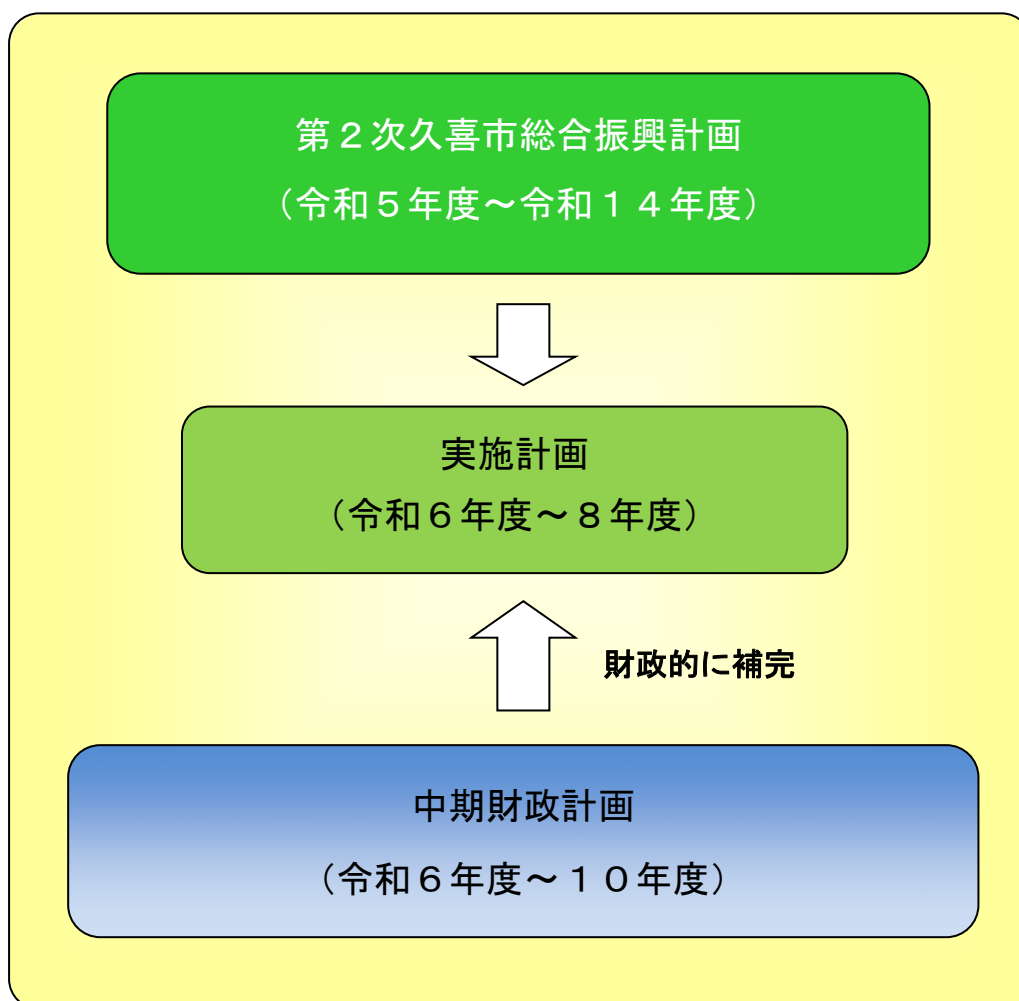 第２次久喜市総合振興計画
（令和５年度～令和１４年度）
実施計画
（令和６年度～８年度）
財政的に補完
中期財政計画
（令和６年度～１０年度）